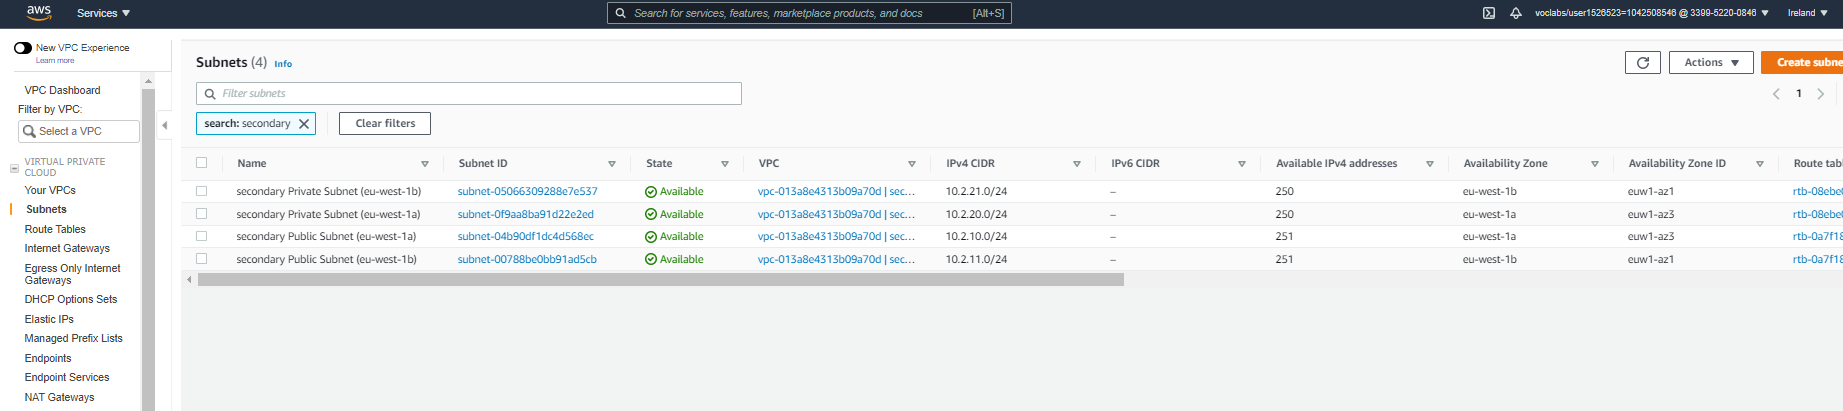 aws Services Search for services, features, marketplace products, and docs [Alt+S] voclabs/user1526523=1042508546 @ 3399-5220-0846 Ireland
New VPC Experience
Learn more
VPC Dashboard
Filter by VPC:
Select a VPC
VIRTUAL PRIVATE
CLOUD
Your VPCs
Subnets
Route Tables
Internet Gateways
Egress Only Internet
Gateways
DHCP Options Sets
Elastic IPs
Managed Prefix Lists
Endpoints
Endpoint Services
NAT Gateways
Subnets (4) Info
Actions Create subne
Filter subnets
1
search: secondary Clear filters
Name Subnet ID State VPC IPv4 CIDR IPv6 CIDR Available IPv4 addresses Availability Zone Availability Zone ID Route tabl
secondary Private Subnet (eu-west-1b) subnet-05066309288e7e537 Available vpc-013a8e4313b09a70d | sec... 10.2.21.0/24 – 250 eu-west-1b euw1-az1 rtb-08ebe0
secondary Private Subnet (eu-west-1a) subnet-0f9aa8ba91d22e2ed Available vpc-013a8e4313b09a70d | sec... 10.2.20.0/24 – 250 eu-west-1a euw1-az3 rtb-08ebe0
secondary Public Subnet (eu-west-1a) subnet-04b90df1dc4d568ec Available vpc-013a8e4313b09a70d | sec... 10.2.10.0/24 – 251 eu-west-1a euw1-az3 rtb-0a7f18
secondary Public Subnet (eu-west-1b) subnet-00788be0bb91ad5cb Available vpc-013a8e4313b09a70d | sec... 10.2.11.0/24 – 251 eu-west-1b euw1-az1 rtb-0a7f18